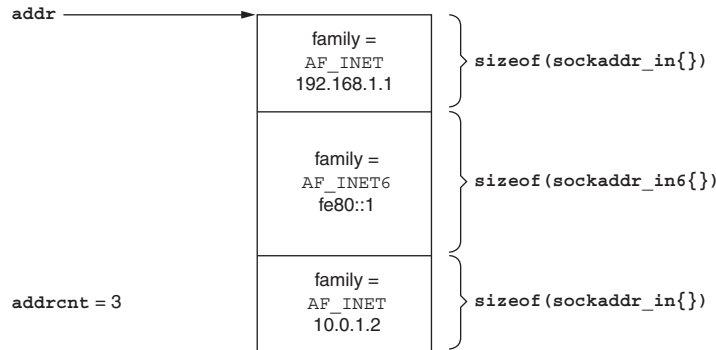 addr
family =
AF_INET
192.168.1.1
sizeof(sockaddr_in{})
family =
AF_INET6
fe80::1
sizeof(sockaddr_in6{})
addrcnt = 3
family =
AF_INET
10.0.1.2
sizeof(sockaddr_in{})